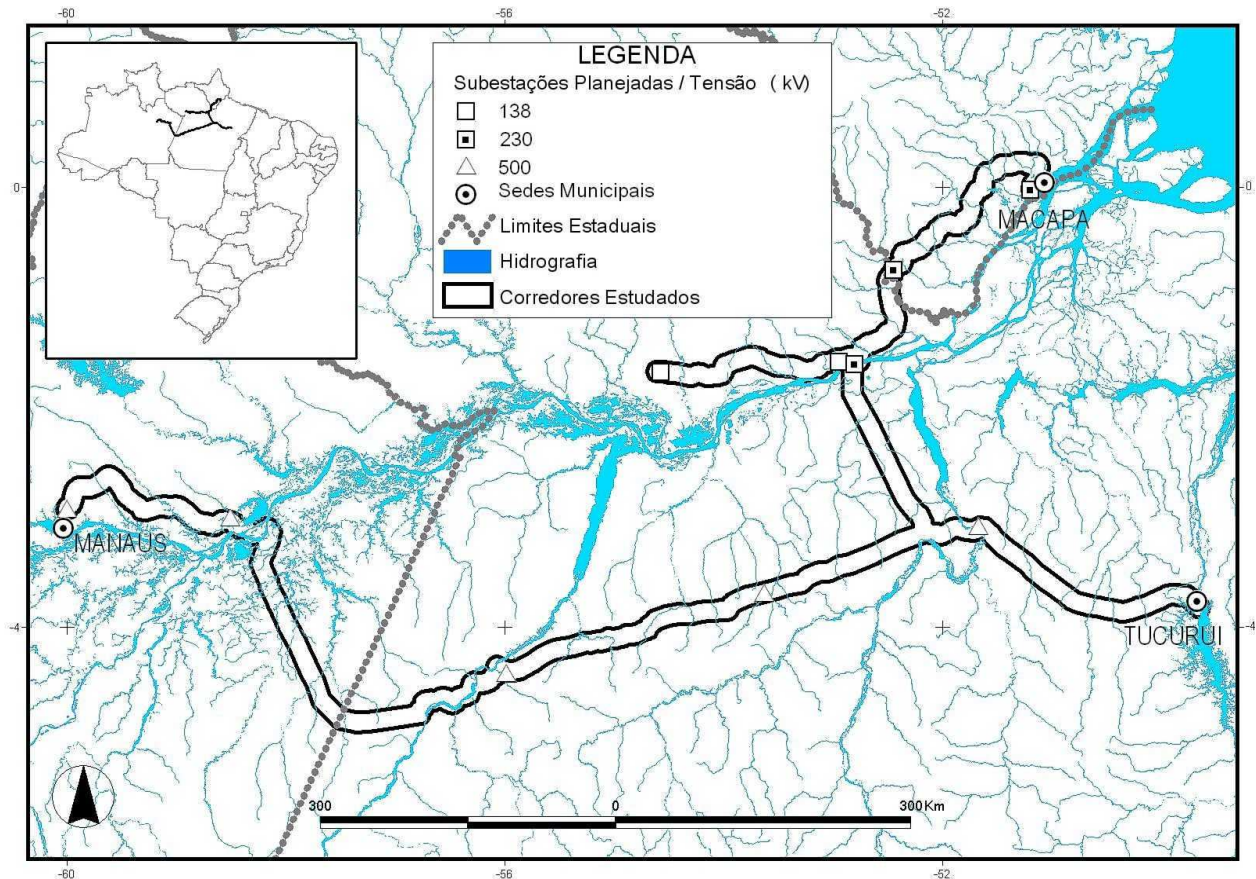 -60
-56
-52
LEGENDA
Subestações Planejadas / Tensão ( kV)
138
230
500
Sedes Municipais
Limites Estaduais
Hidrografia
Corredores Estudados
0
0
MACAPA
MANAUS
TUCURUI
-4
-4
300
0
300Km
-60
-56
-52